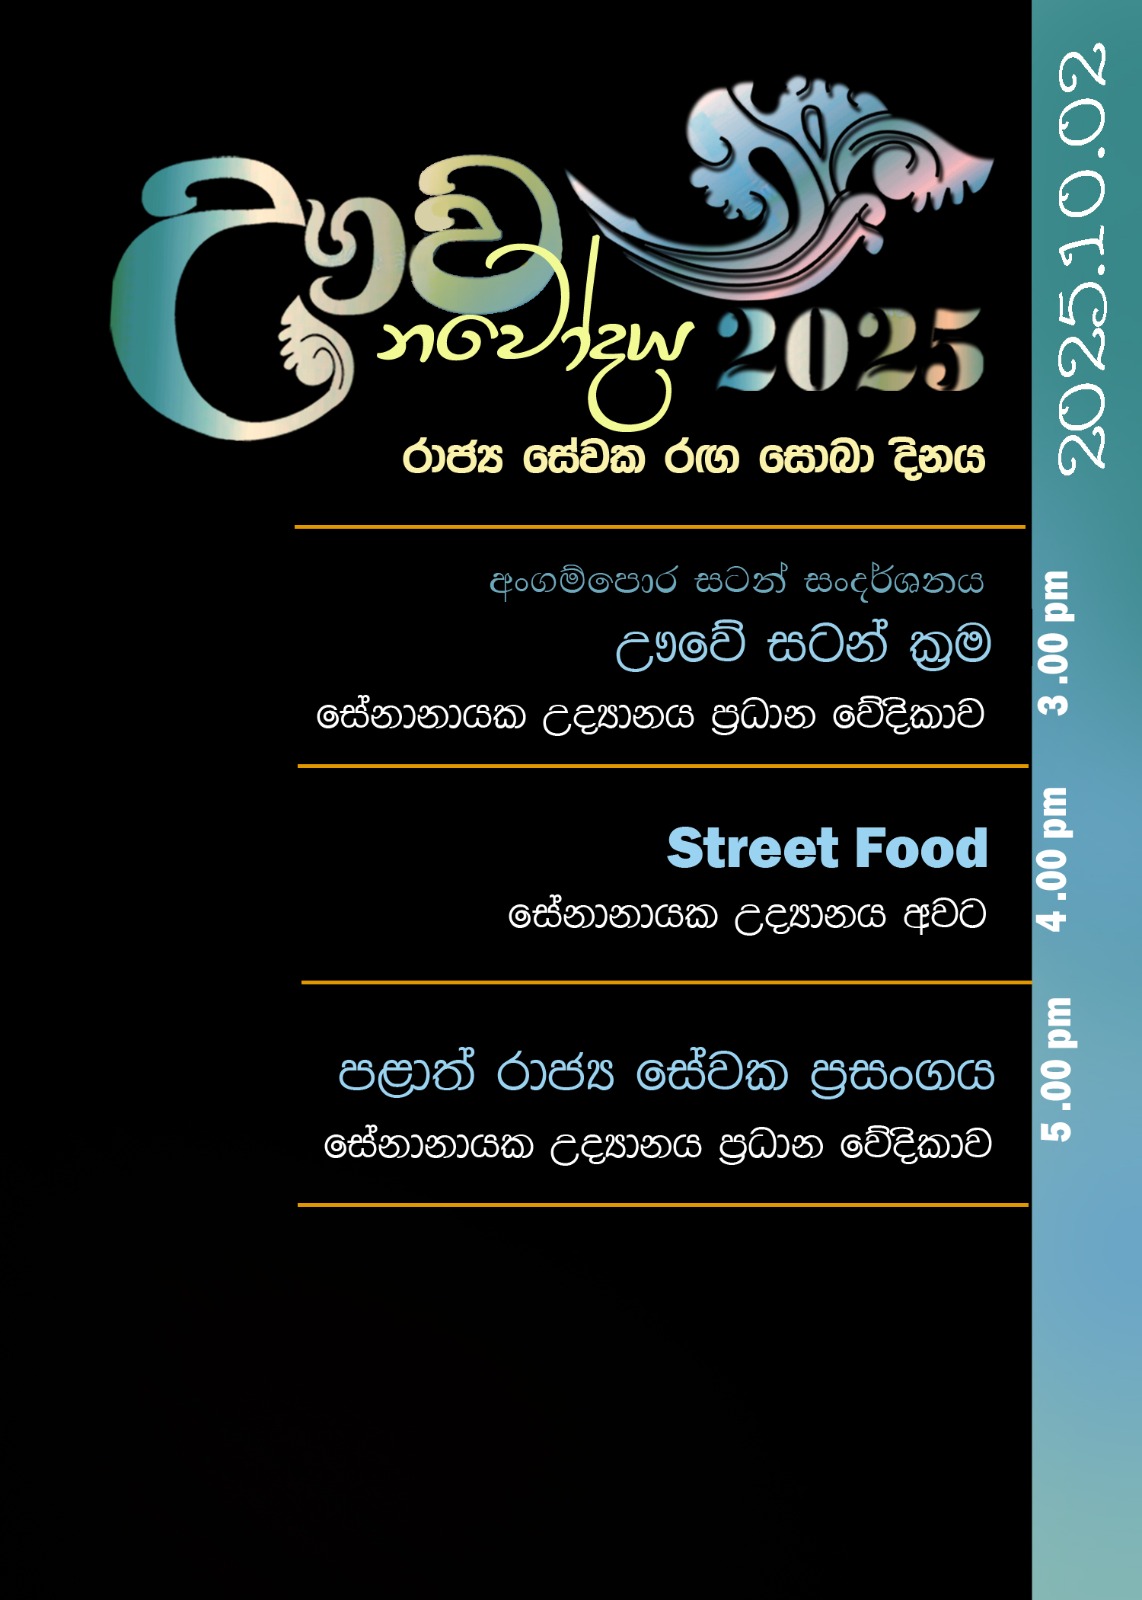 ඌව
නවෝදය 2025
රාජ්‍ය සේවක රඟ සොබා දිනය
2025.10.02
අංගම්පොර සටන් සංදර්ශනය
ඌවේ සටන් ක්‍රම
සේනානායක උද්‍යානය ප්‍රධාන වේදිකාව
3.00 pm
Street Food
සේනානායක උද්‍යානය අවට
4.00 pm
පළාත් රාජ්‍ය සේවක ප්‍රසංගය
සේනානායක උද්‍යානය ප්‍රධාන වේදිකාව
5.00 pm